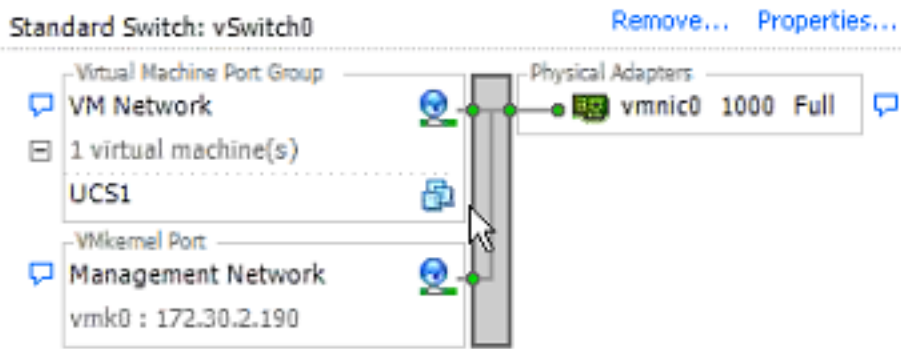 Standard Switch: vSwitch0
Remove... Properties...
Virtual Machine Port Group
VM Network
1 virtual machine(s)
UCS1
VMkernel Port
Management Network
vmk0 : 172.30.2.190
Physical Adapters
vmnic0 1000 Full